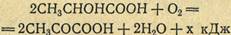 2CH₃CHOHCOOH + O₂ =
= 2CH₃COCOOH + 2H₂O + x кДж